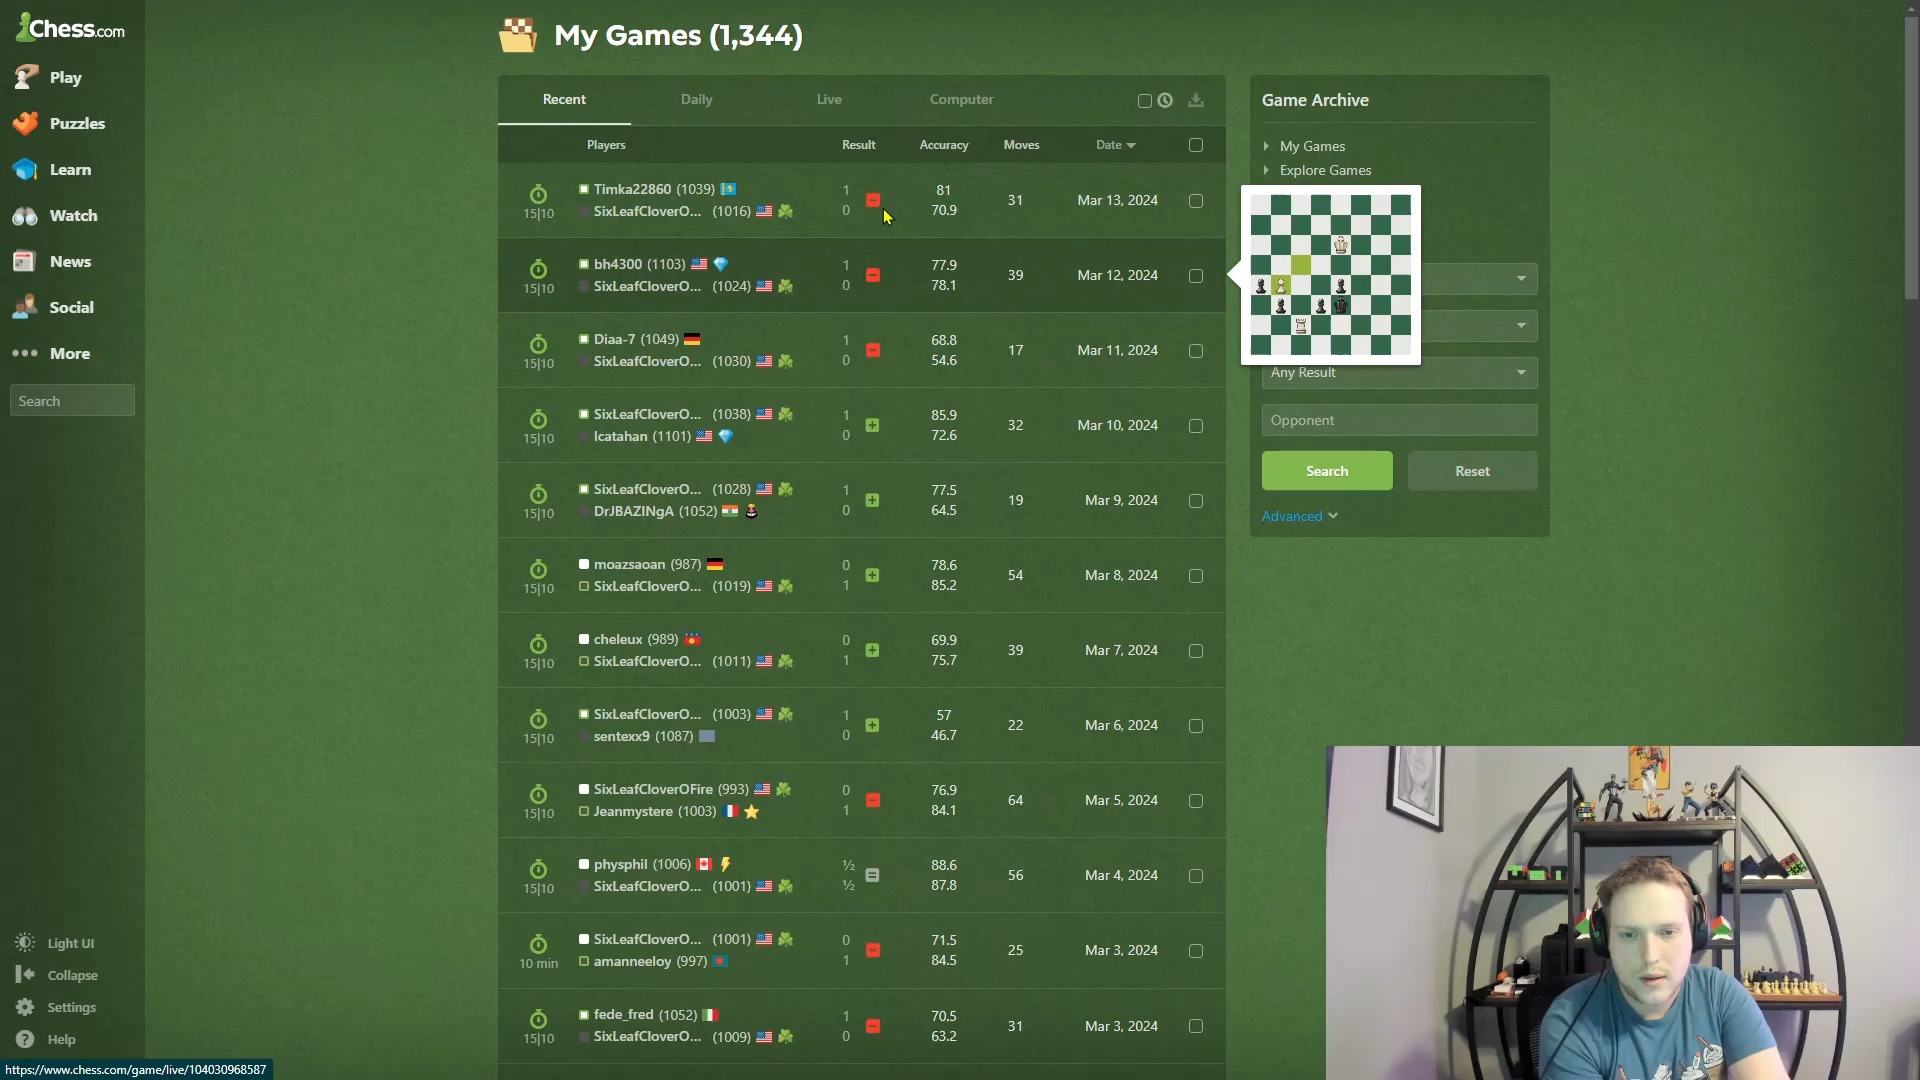 Chess.com
Play
Puzzles
Learn
Watch
News
Social
More
Search
Light UI
Collapse
Settings
Help
https://www.chess.com/game/live/104030968587
My Games (1,344)
Recent Daily Live Computer
Players Result Accuracy Moves Date
15|10 Timka22860 (1039) 1 81 31 Mar 13, 2024
SixLeafCloverO... (1016) 0 70.9
15|10 bh4300 (1103) 1 77.9 39 Mar 12, 2024
SixLeafCloverO... (1024) 0 78.1
15|10 Diaa-7 (1049) 1 68.8 17 Mar 11, 2024
SixLeafCloverO... (1030) 0 54.6
15|10 SixLeafCloverO... (1038) 1 85.9 32 Mar 10, 2024
lcatahan (1101) 0 72.6
15|10 SixLeafCloverO... (1028) 1 77.5 19 Mar 9, 2024
DrJBAZINgA (1052) 0 64.5
15|10 moazsaoan (987) 0 78.6 54 Mar 8, 2024
SixLeafCloverO... (1019) 1 85.2
15|10 cheleux (989) 0 69.9 39 Mar 7, 2024
SixLeafCloverO... (1011) 1 75.7
15|10 SixLeafCloverO... (1003) 1 57 22 Mar 6, 2024
sentexx9 (1087) 0 46.7
15|10 SixLeafCloverOFire (993) 0 76.9 64 Mar 5, 2024
Jeanmystere (1003) 1 84.1
15|10 physphil (1006) ½ 88.6 56 Mar 4, 2024
SixLeafCloverO... (1001) ½ 87.8
10 min SixLeafCloverO... (1001) 0 71.5 25 Mar 3, 2024
amanneeloy (997) 1 84.5
15|10 fede_fred (1052) 1 70.5 31 Mar 3, 2024
SixLeafCloverO... (1009) 0 63.2
Game Archive
My Games
Explore Games
Any Result
Opponent
Search Reset
Advanced